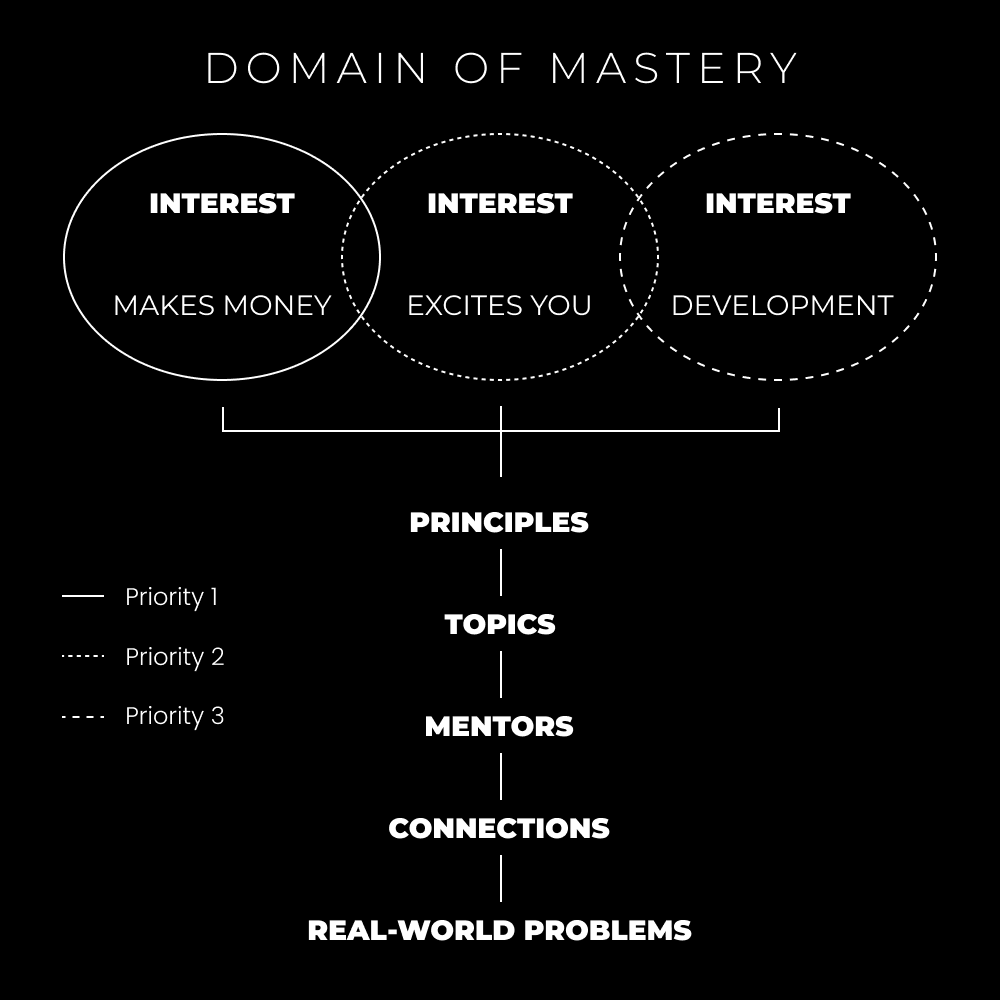 DOMAIN OF MASTERY
INTEREST
MAKES MONEY
INTEREST
EXCITES YOU
INTEREST
DEVELOPMENT
PRINCIPLES
TOPICS
MENTORS
CONNECTIONS
REAL-WORLD PROBLEMS
Priority 1
Priority 2
Priority 3